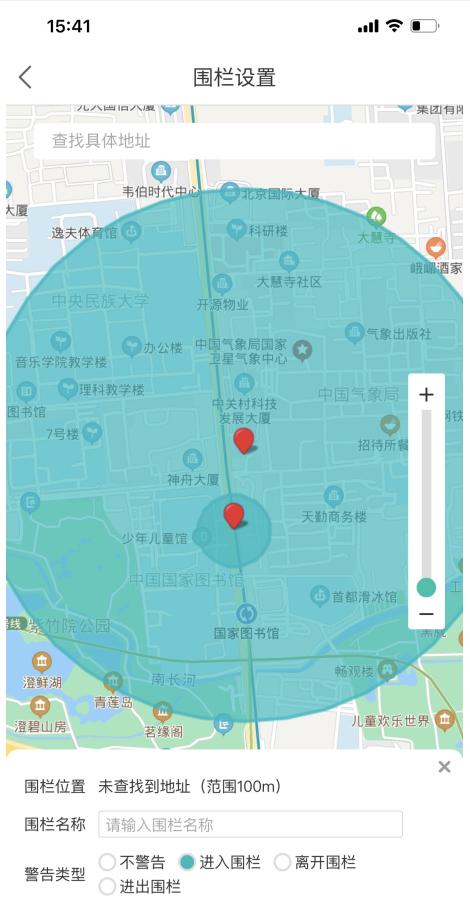 15:41
围栏设置
集团有限
查找具体地址
韦伯时代中心
北京国际大厦
大厦
逸夫体育馆
科研楼
大慧寺
峨嵋酒家
大慧寺社区
中央民族大学
开源物业
气象出版社
办公楼
中国气象局国家
卫星气象中心
音乐学院教学楼
理科教学楼
中国气象局
中关村科技
发展大厦
图书馆
7号楼
招待所餐
神舟大厦
天勤商务楼
少年儿童馆
中国国家图书馆
首都滑冰馆
号线
紫竹院公园
国家图书馆
畅观楼
澄鲜湖
南长河
青莲岛
澄碧山房
茗缘阁
儿童欢乐世界
围栏位置 未查找到地址（范围100m）
围栏名称 请输入围栏名称
警告类型 不警告 进入围栏 离开围栏
进出围栏